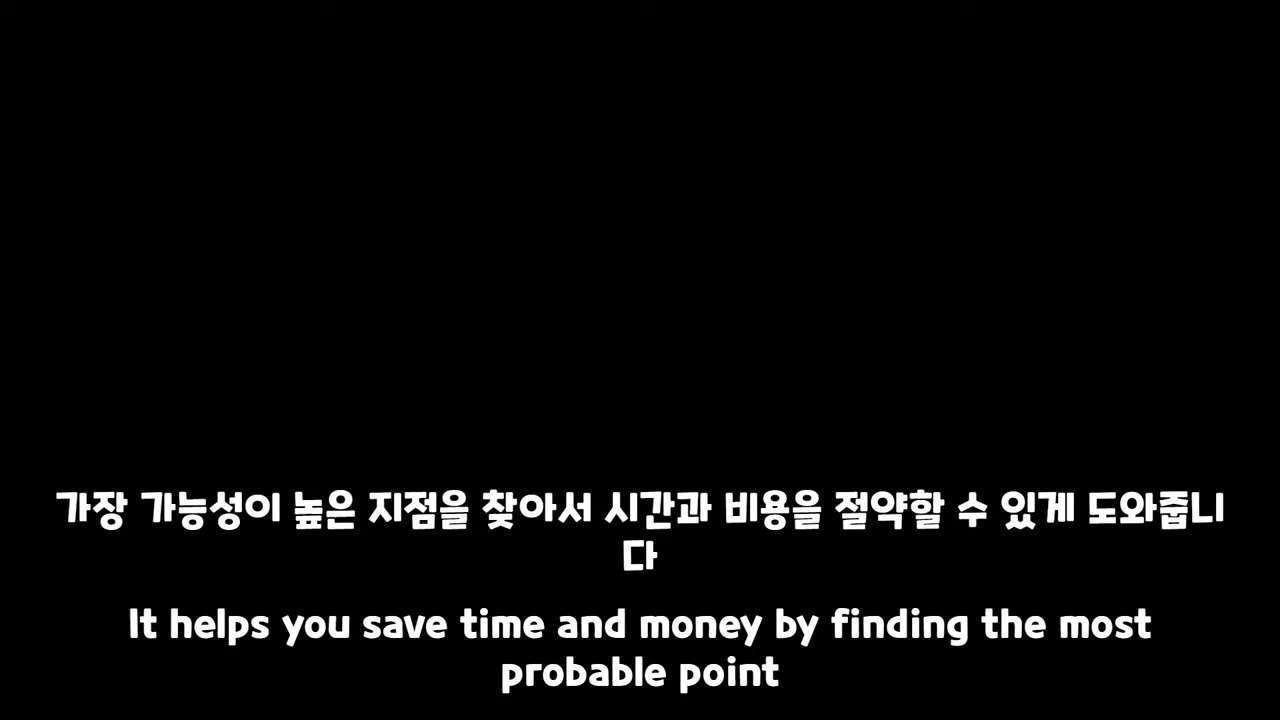 가장 가능성이 높은 지점을 찾아서 시간과 비용을 절약할 수 있게 도와줍니
다
It helps you save time and money by finding the most
probable point